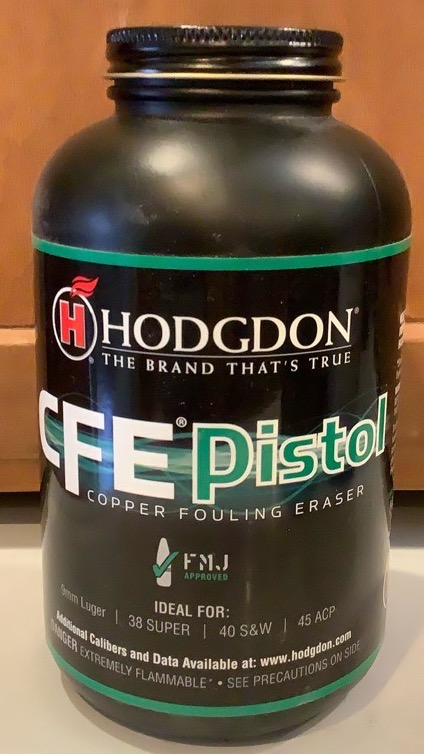 H HODGDON®
THE BRAND THAT'S TRUE
CFE® Pistol
COPPER FOULING ERASER
FMJ
APPROVED
IDEAL FOR:
9mm Luger | 38 SUPER | 40 S&W | 45 ACP
Additional Calibers and Data Available at: www.hodgdon.com
DANGER EXTREMELY FLAMMABLE • SEE PRECAUTIONS ON SIDE